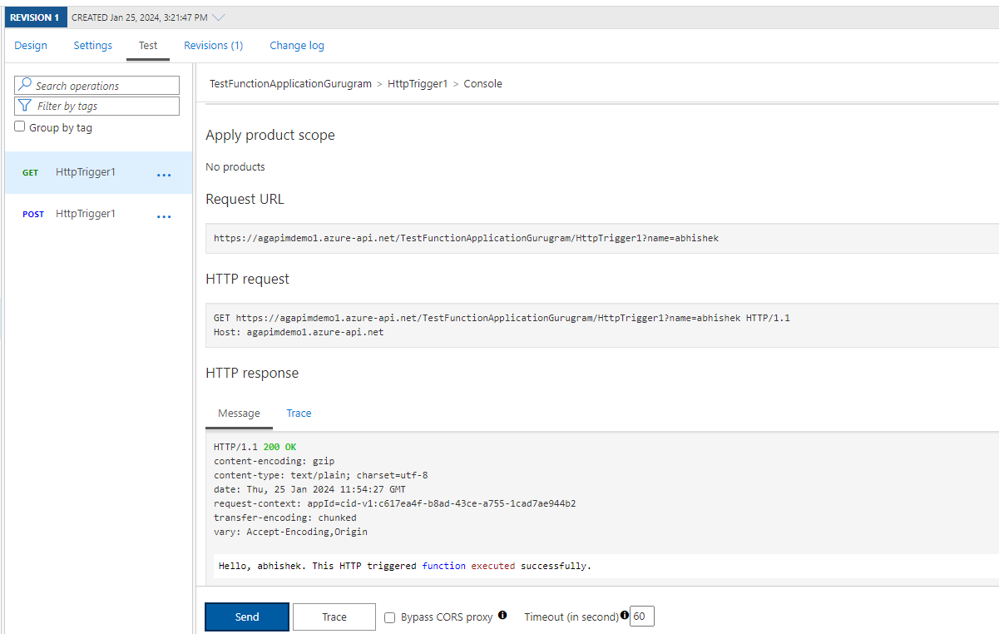 REVISION 1 CREATED Jan 25, 2024, 3:21:47 PM
Design Settings Test Revisions (1) Change log
Search operations
Filter by tags
Group by tag
GET HttpTrigger1 ...
POST HttpTrigger1 ...
TestFunctionApplicationGurugram > HttpTrigger1 > Console
Apply product scope
No products
Request URL
https://agapimdemo1.azure-api.net/TestFunctionApplicationGurugram/HttpTrigger1?name=abhishek
HTTP request
GET https://agapimdemo1.azure-api.net/TestFunctionApplicationGurugram/HttpTrigger1?name=abhishek HTTP/1.1
Host: agapimdemo1.azure-api.net
HTTP response
Message Trace
HTTP/1.1 200 OK
content-encoding: gzip
content-type: text/plain; charset=utf-8
date: Thu, 25 Jan 2024 11:54:27 GMT
request-context: appId=cid-v1:c617ea4f-b8ad-43ce-a755-1cad7ae944b2
transfer-encoding: chunked
vary: Accept-Encoding,Origin
Hello, abhishek. This HTTP triggered function executed successfully.
Send Trace Bypass CORS proxy Timeout (in second) 60